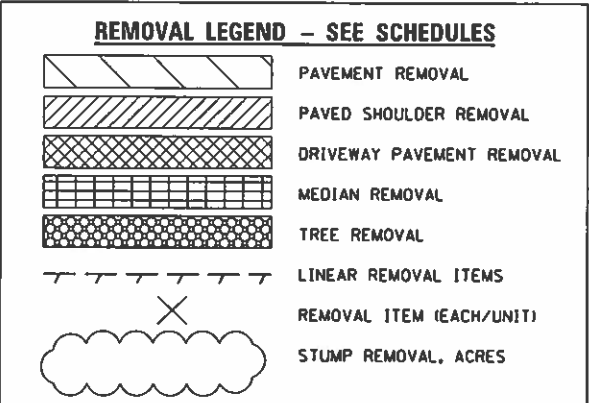 REMOVAL LEGEND – SEE SCHEDULES
PAVEMENT REMOVAL
PAVED SHOULDER REMOVAL
DRIVEWAY PAVEMENT REMOVAL
MEDIAN REMOVAL
TREE REMOVAL
LINEAR REMOVAL ITEMS
REMOVAL ITEM (EACH/UNIT)
STUMP REMOVAL, ACRES